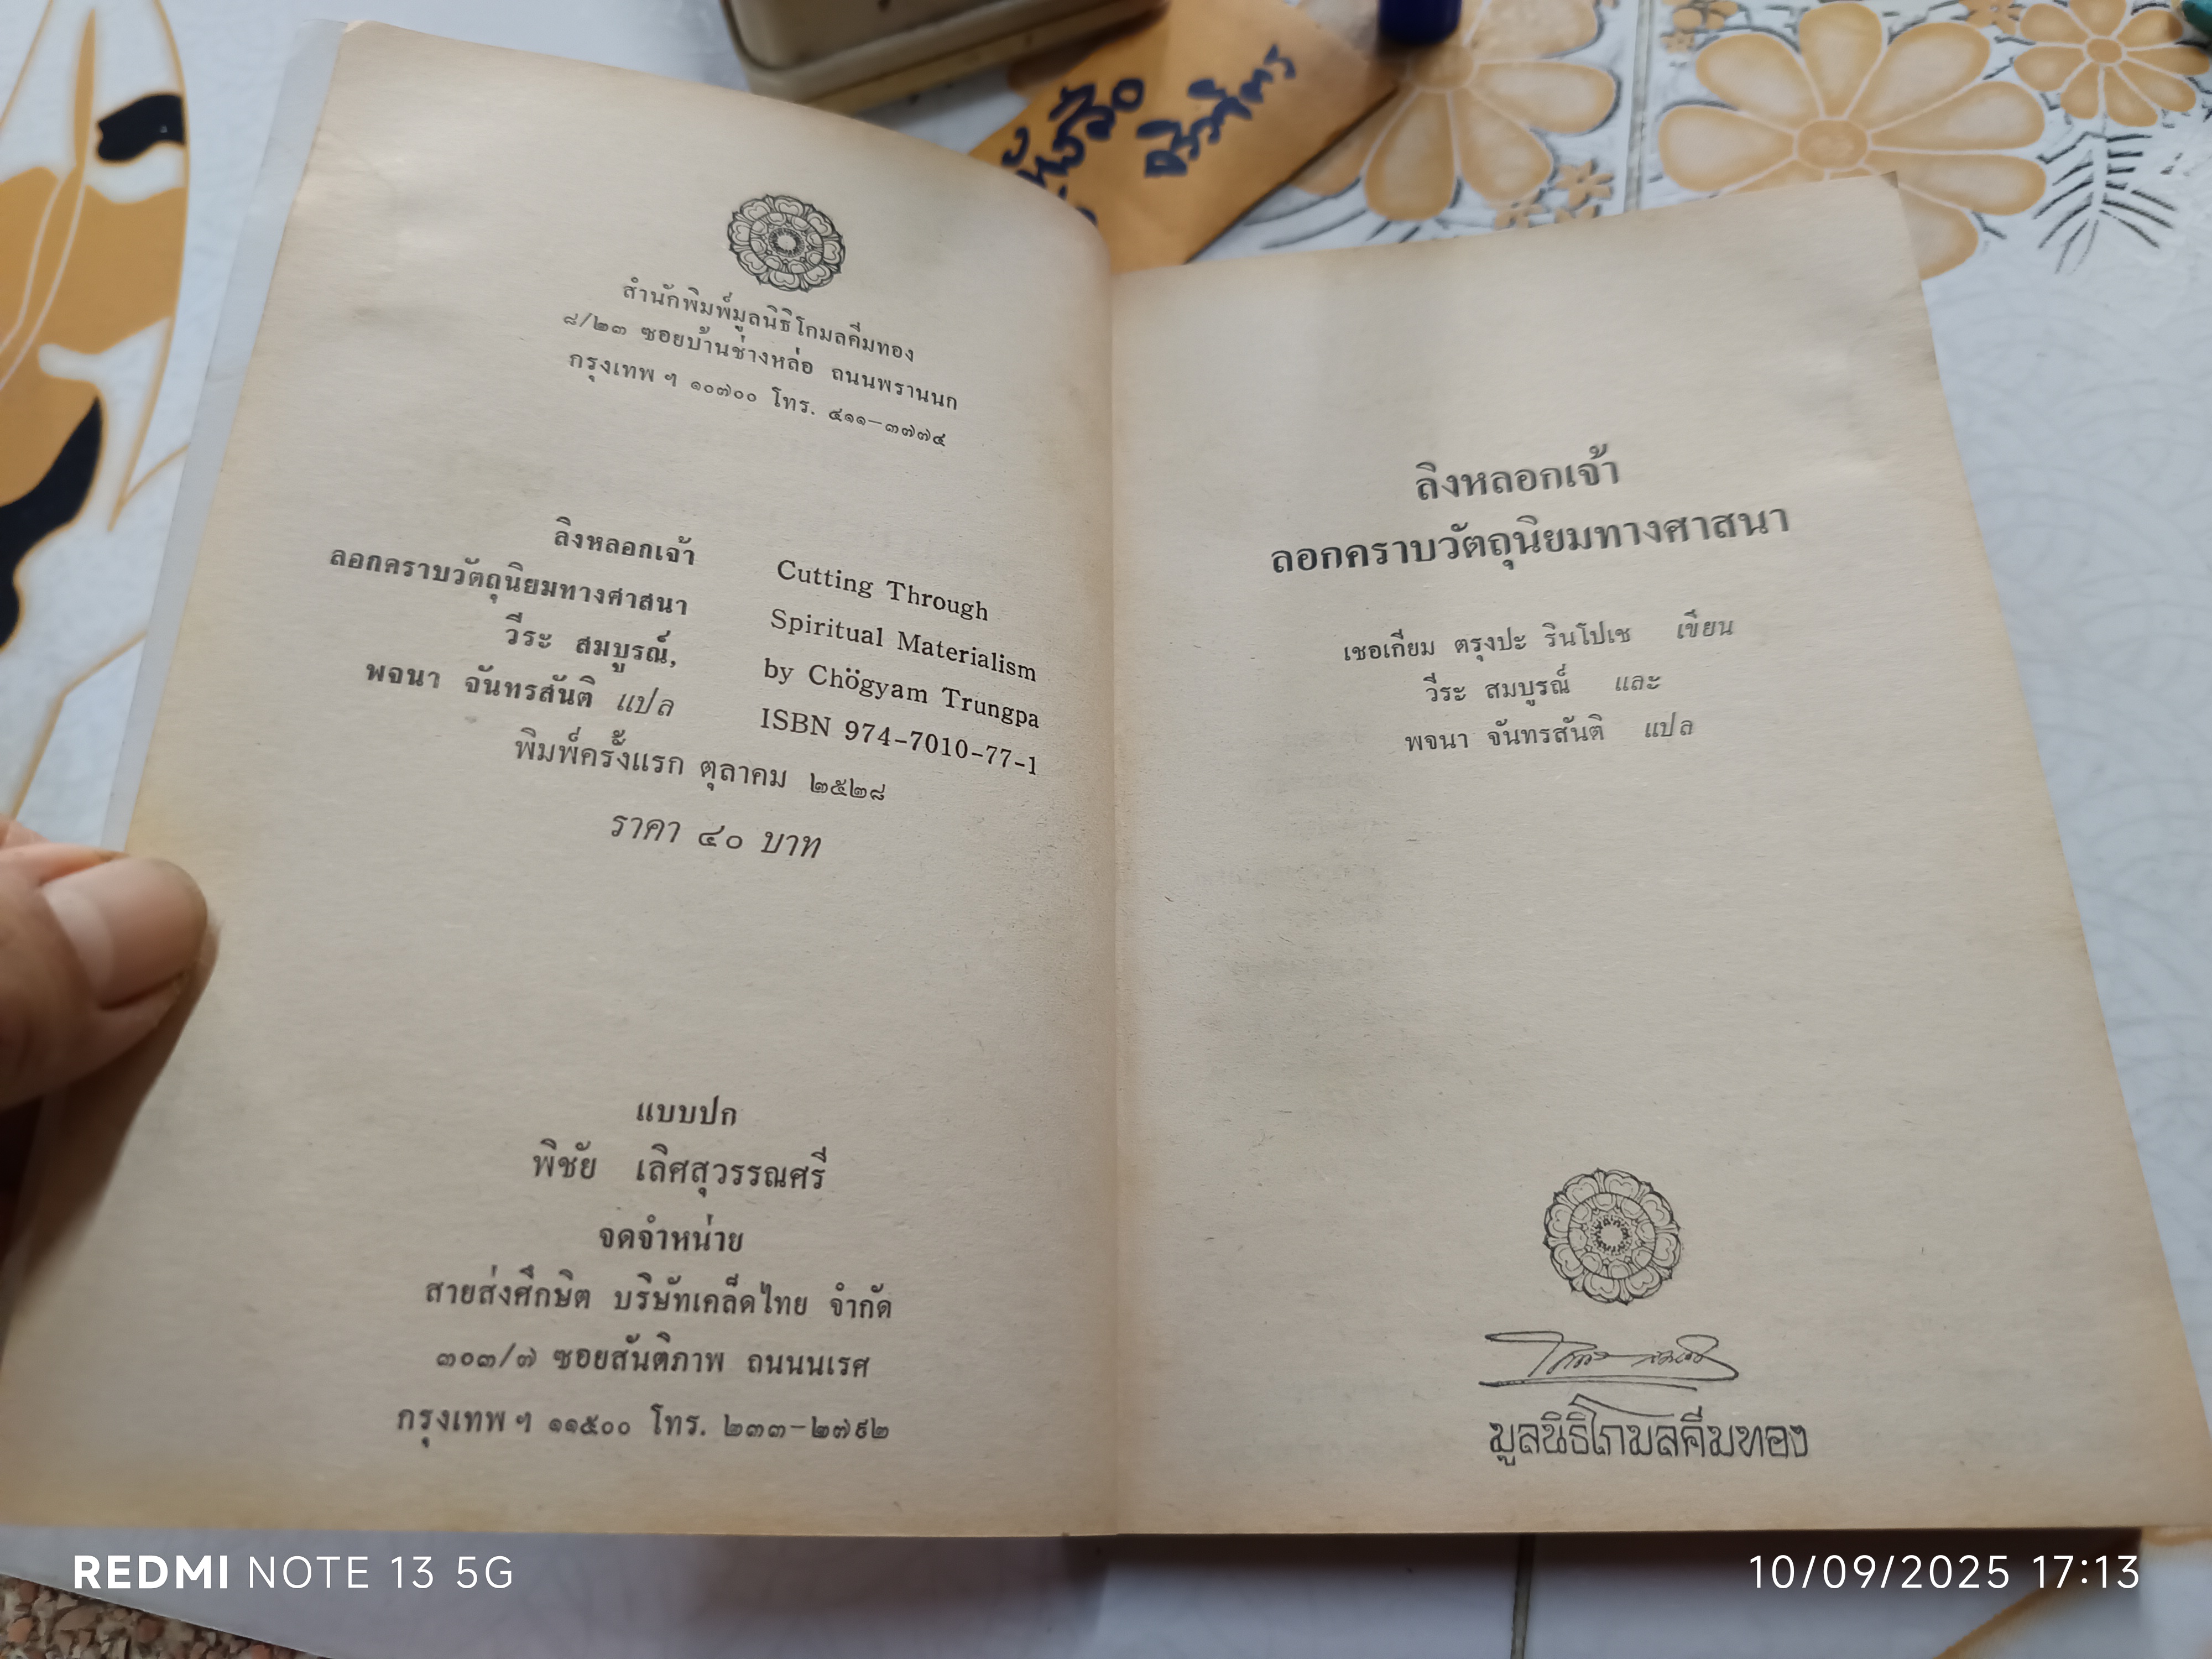 สำนักพิมพ์มูลนิธิโกมลคีมทอง
๘/๒๓ ซอยบ้านช่างหล่อ ถนนพรานนก
กรุงเทพ ฯ ๑๐๗๐๐ โทร. ๔๑๑-๓๗๗๔
ลิงหลอกเจ้า
ลอกคราบวัตถุนิยมทางศาสนา
วีระ สมบูรณ์,
พจนา จันทรสันติ แปล
Cutting Through
Spiritual Materialism
by Chögyam Trungpa
ISBN 974-7010-77-1
พิมพ์ครั้งแรก ตุลาคม ๒๕๒๘
ราคา ๔๐ บาท
แบบปก
พิชัย เลิศสุวรรณศรี
จดจำหน่าย
สายส่งศึกษิต บริษัทเคล็ดไทย จำกัด
๓๐๓/๗ ซอยสันติภาพ ถนนนเรศ
กรุงเทพ ฯ ๑๑๕๐๐ โทร. ๒๓๓-๒๗๙๒
ลิงหลอกเจ้า
ลอกคราบวัตถุนิยมทางศาสนา
เชอเกียม ตรุงปะ รินโปเช เขียน
วีระ สมบูรณ์ และ
พจนา จันทรสันติ แปล
มูลนิธิโกมลคีมทอง
REDMI NOTE 13 5G
10/09/2025 17:13